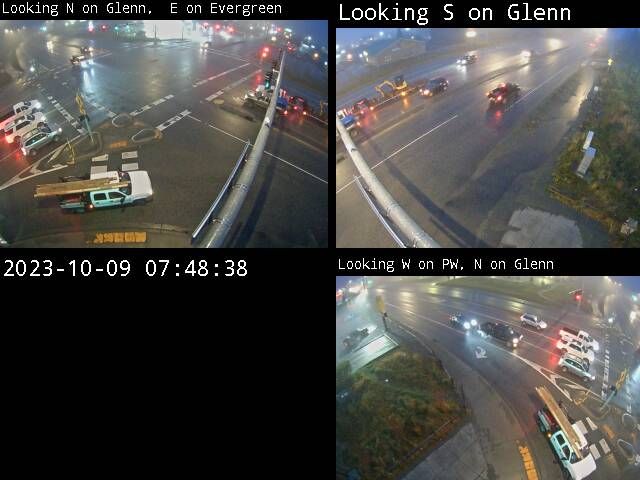 Looking N on Glenn, E on Evergreen
Looking S on Glenn
2023-10-09 07:48:38
Looking W on PW, N on Glenn